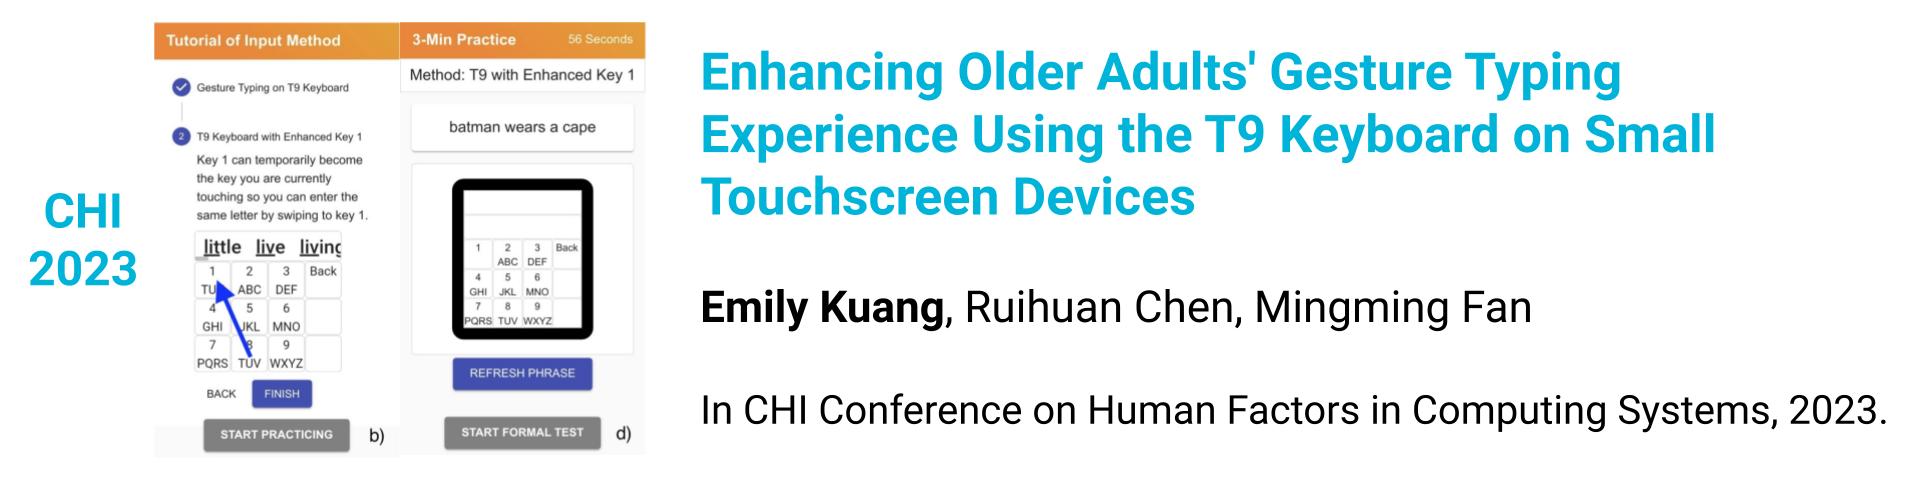 CHI
2023
Tutorial of Input Method
Gesture Typing on T9 Keyboard
2 T9 Keyboard with Enhanced Key 1
Key 1 can temporarily become
the key you are currently
touching so you can enter the
same letter by swiping to key 1.
little live living
1 2 3 Back
TU ABC DEF
4 5 6
GHI JKL MNO
7 8 9
PQRS TUV WXYZ
BACK FINISH
START PRACTICING b)
3-Min Practice 56 Seconds
Method: T9 with Enhanced Key 1
batman wears a cape
1 2 3 Back
ABC DEF
4 5 6
GHI JKL MNO
7 8 9
PQRS TUV WXYZ
REFRESH PHRASE
START FORMAL TEST d)
Enhancing Older Adults' Gesture Typing
Experience Using the T9 Keyboard on Small
Touchscreen Devices
Emily Kuang, Ruihuan Chen, Mingming Fan
In CHI Conference on Human Factors in Computing Systems, 2023.